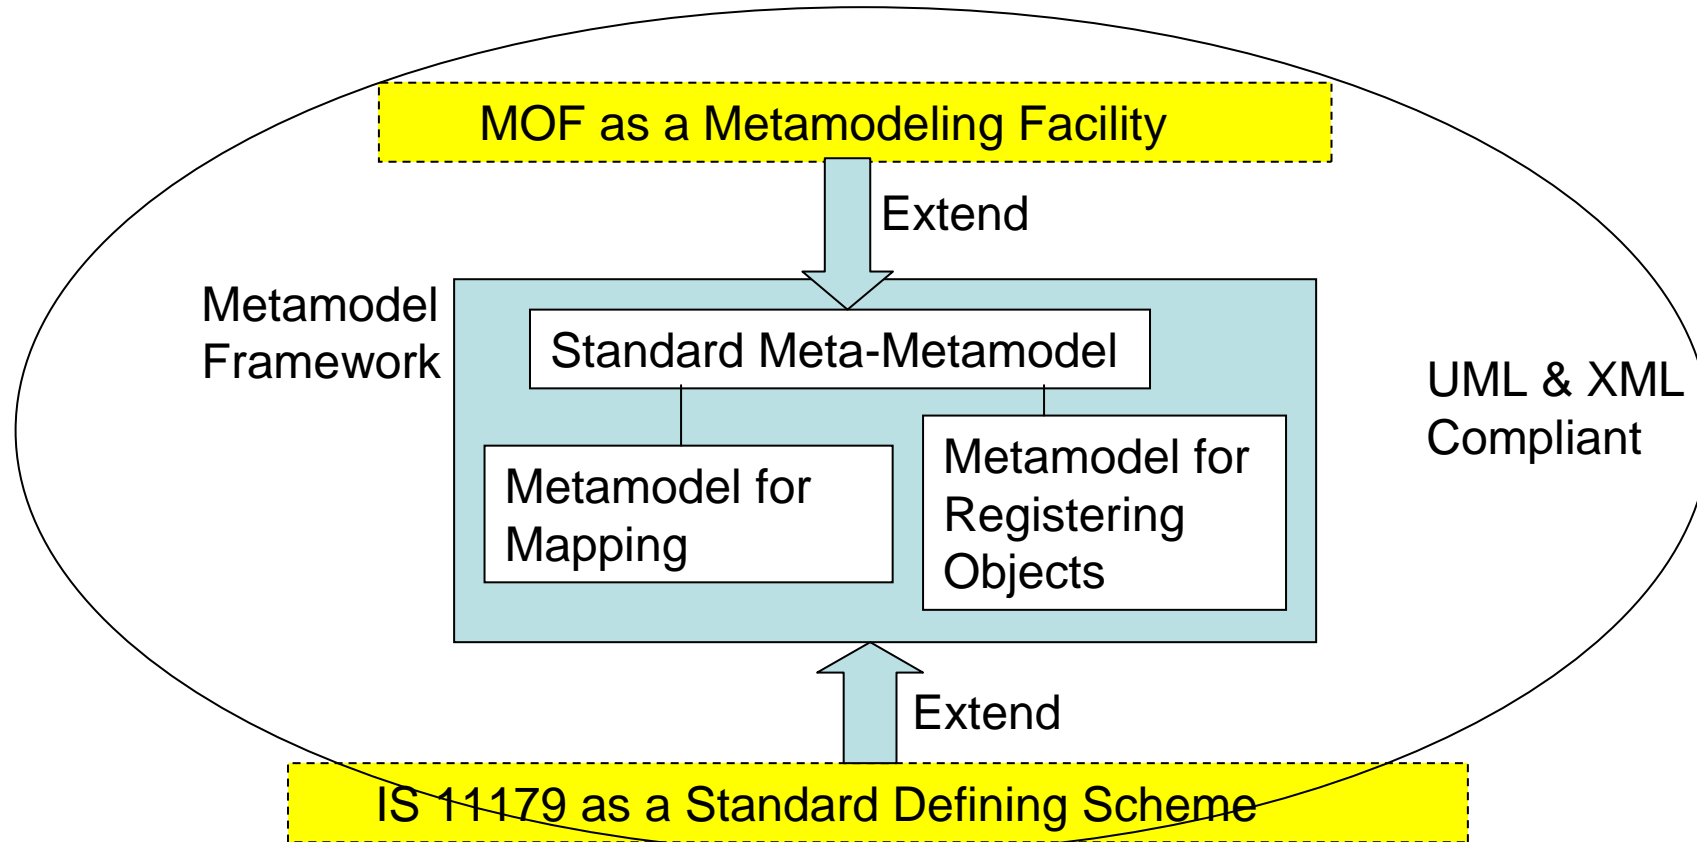 MOF as a Metamodeling Facility
Extend
Metamodel
Framework
Standard Meta-Metamodel
UML & XML
Compliant
Metamodel for
Mapping
Metamodel for
Registering
Objects
Extend
IS 11179 as a Standard Defining Scheme